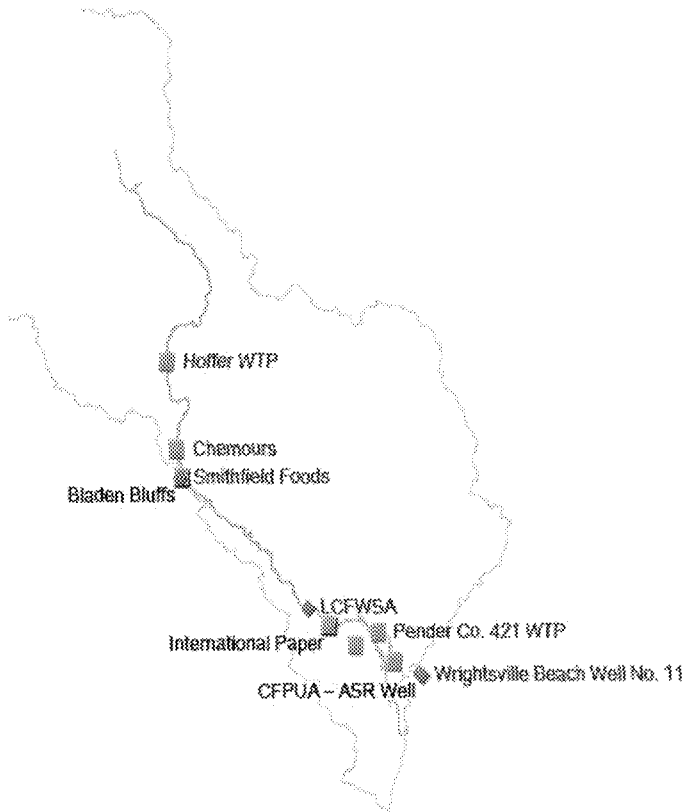 Hoffer WTP
Chemours
Smithfield Foods
Bladen Bluffs
LCFWSA
Pender Co. 421 WTP
International Paper
Wrightsville Beach Well No. 11
CFPUA – ASR Well